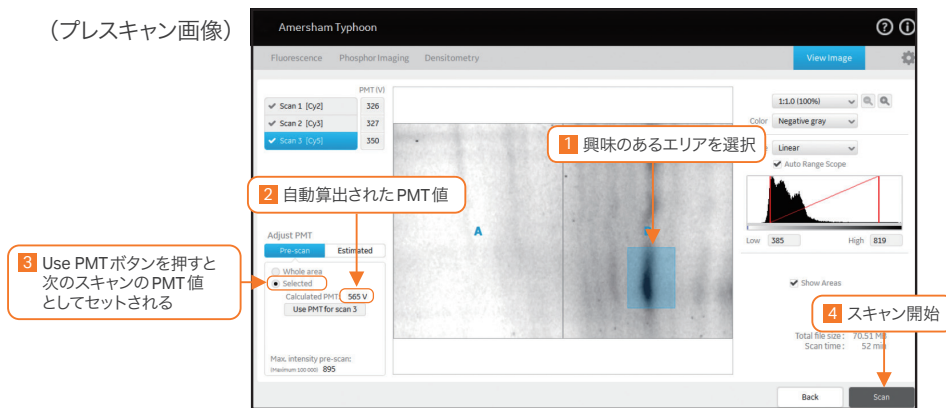 (プレスキャン画像)
Amersham Typhoon
Fluorescence Phosphor Imaging Densitometry
View Image
PMT (V)
Scan 1 [Cy2] 326
Scan 2 [Cy3] 327
Scan 3 [Cy5] 350
1:1.0 (100%)
Color Negative gray
Linear
Auto Range Scope
1 興味のあるエリアを選択
2 自動算出されたPMT値
A
Low 385 High 819
Adjust PMT
Pre-scan Estimated
3 Use PMTボタンを押すと
次のスキャンのPMT値
としてセットされる
Whole area
Selected
Calculated PMT: 565 V
Use PMT for scan 3
Show Areas
4 スキャン開始
Total file size: 70.51 MB
Scan time: 52 min
Max. intensity pre-scan:
(Maximum 100 000) 895
Back Scan